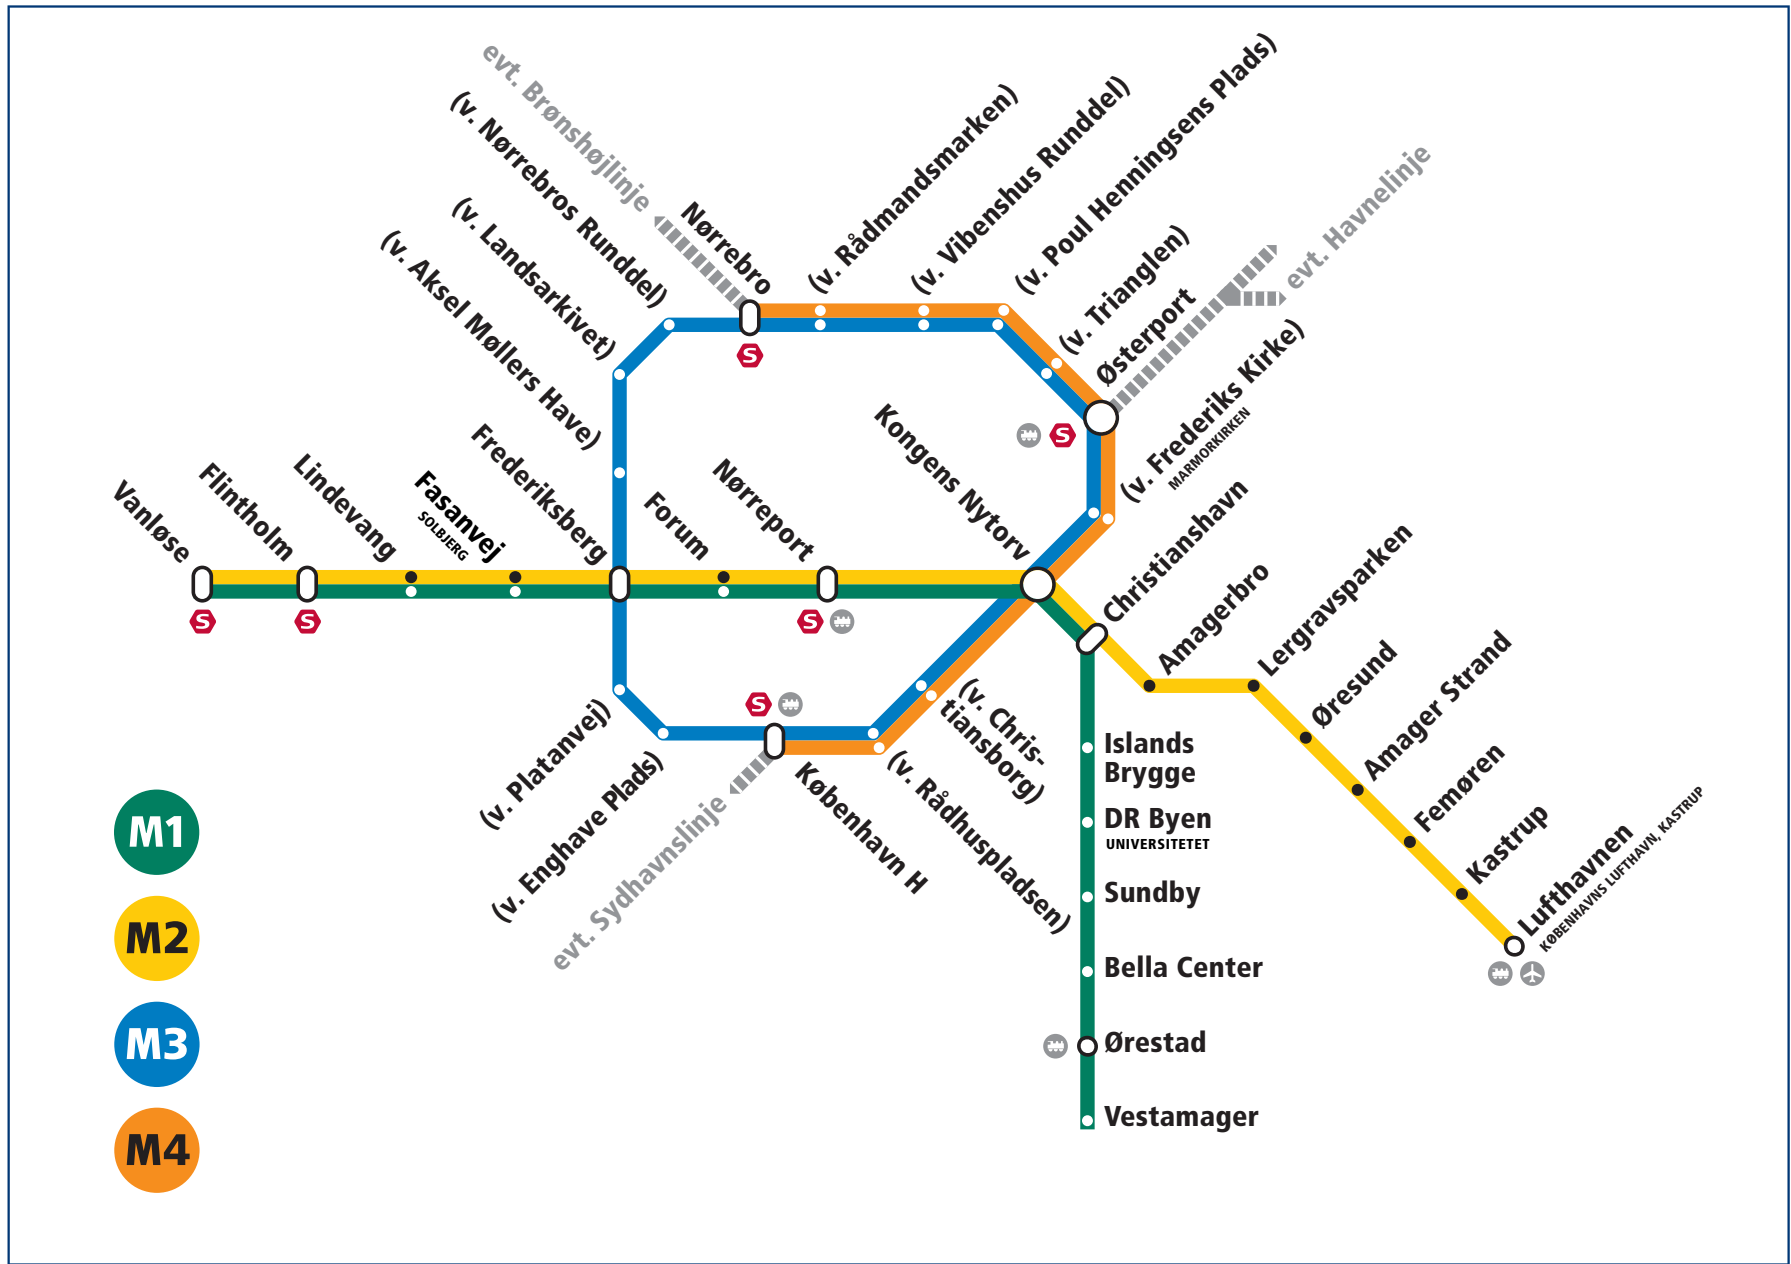 evt. Brønshøjlinje
(v. Nørrebros Runddel)
(v. Landsarkivet)
(v. Aksel Møllers Have)
Nørrebro
(v. Rådmandsmarken)
(v. Vibenshus Runddel)
(v. Poul Henningsens Plads)
(v. Trianglen)
Østerport
evt. Havnelinje
(v. Frederiks Kirke)
MARMORKIRKEN
S
S
Vanløse
Flintholm
Lindevang
Fasanvej
SOLBJERG
Frederiksberg
Forum
Nørreport
Kongens Nytorv
Christianshavn
Amagerbro
Lergravsparken
Øresund
Amager Strand
Femøren
Kastrup
Lufthavnen
KØBENHAVNS LUFTHAVN, KASTRUP
S
S
S
S
(v. Platanvej)
(v. Enghave Plads)
evt. Sydhavnslinje
København H
(v. Rådhuspladsen)
(v. Chris-
tiansborg)
Islands
Brygge
DR Byen
UNIVERSITETET
Sundby
Bella Center
Ørestad
Vestamager
M1
M2
M3
M4